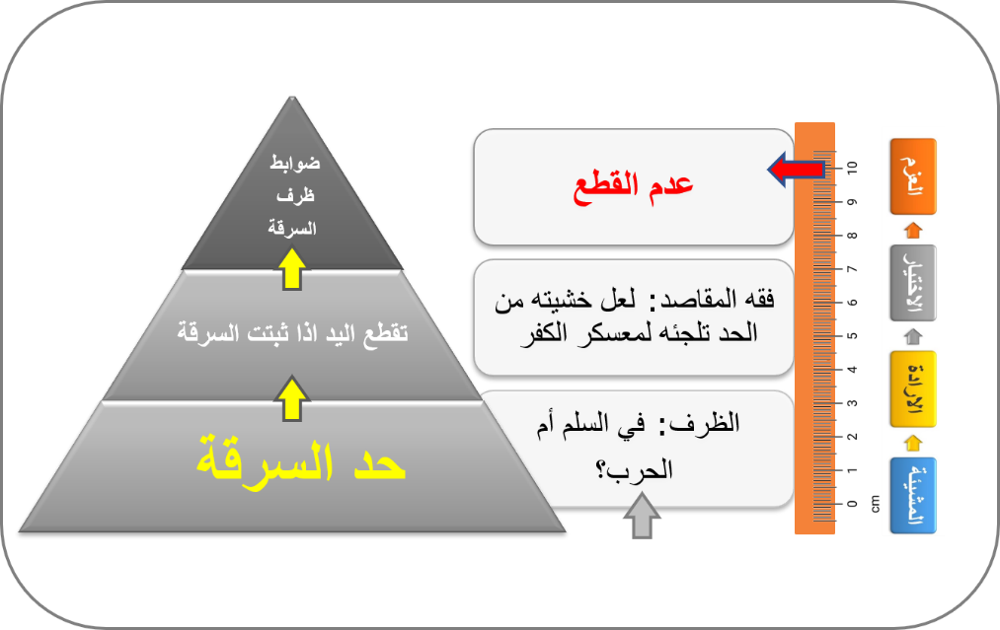 العزم
الاختيار
الارادة
المشيئة
10
9
8
7
6
5
4
3
2
1
0
cm
عدم القطع
فقه المقاصد: لعل خشيته من
الحد تلجئه لمعسكر الكفر
الظرف: في السلم أم
الحرب؟
ضوابط
ظرف
السرقة
تقطع اليد اذا ثبتت السرقة
حد السرقة